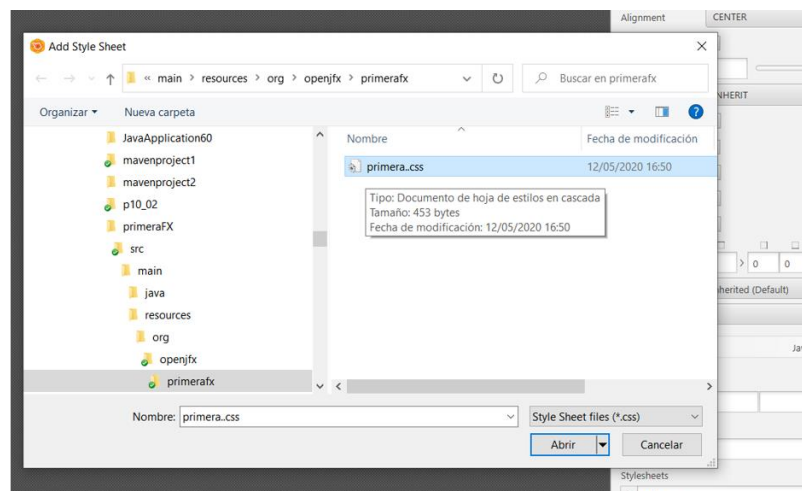 Alignment CENTER
Add Style Sheet
« main > resources > org > openjfx > primerafx
Buscar en primerafx
NHERIT
Organizar Nueva carpeta
JavaApplication60
mavenproject1
mavenproject2
p10_02
primeraFX
src
main
java
resources
org
openjfx
primerafx
Nombre Fecha de modificación
primera..css 12/05/2020 16:50
Tipo: Documento de hoja de estilos en cascada
Tamaño: 453 bytes
Fecha de modificación: 12/05/2020 16:50
> 0 0
nherited (Default)
Ja
Nombre: primera..css Style Sheet files (*.css)
Abrir Cancelar
Stylesheets